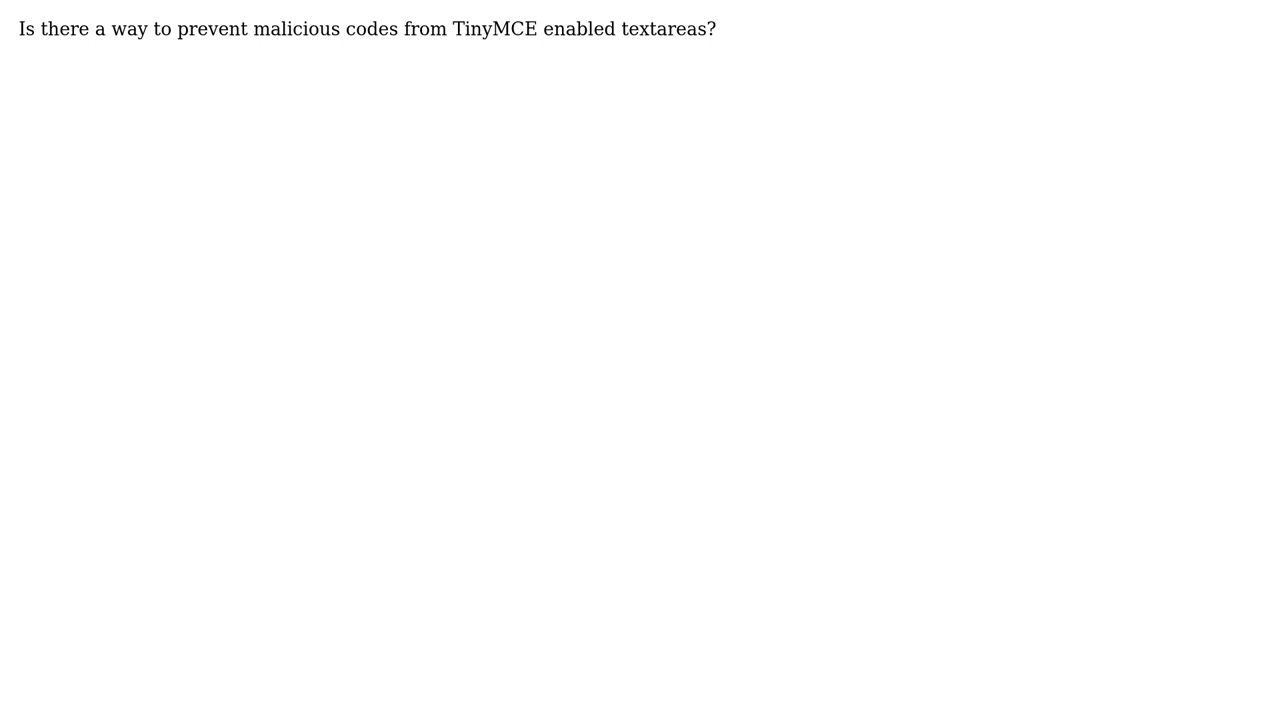 Is there a way to prevent malicious codes from TinyMCE enabled textareas?